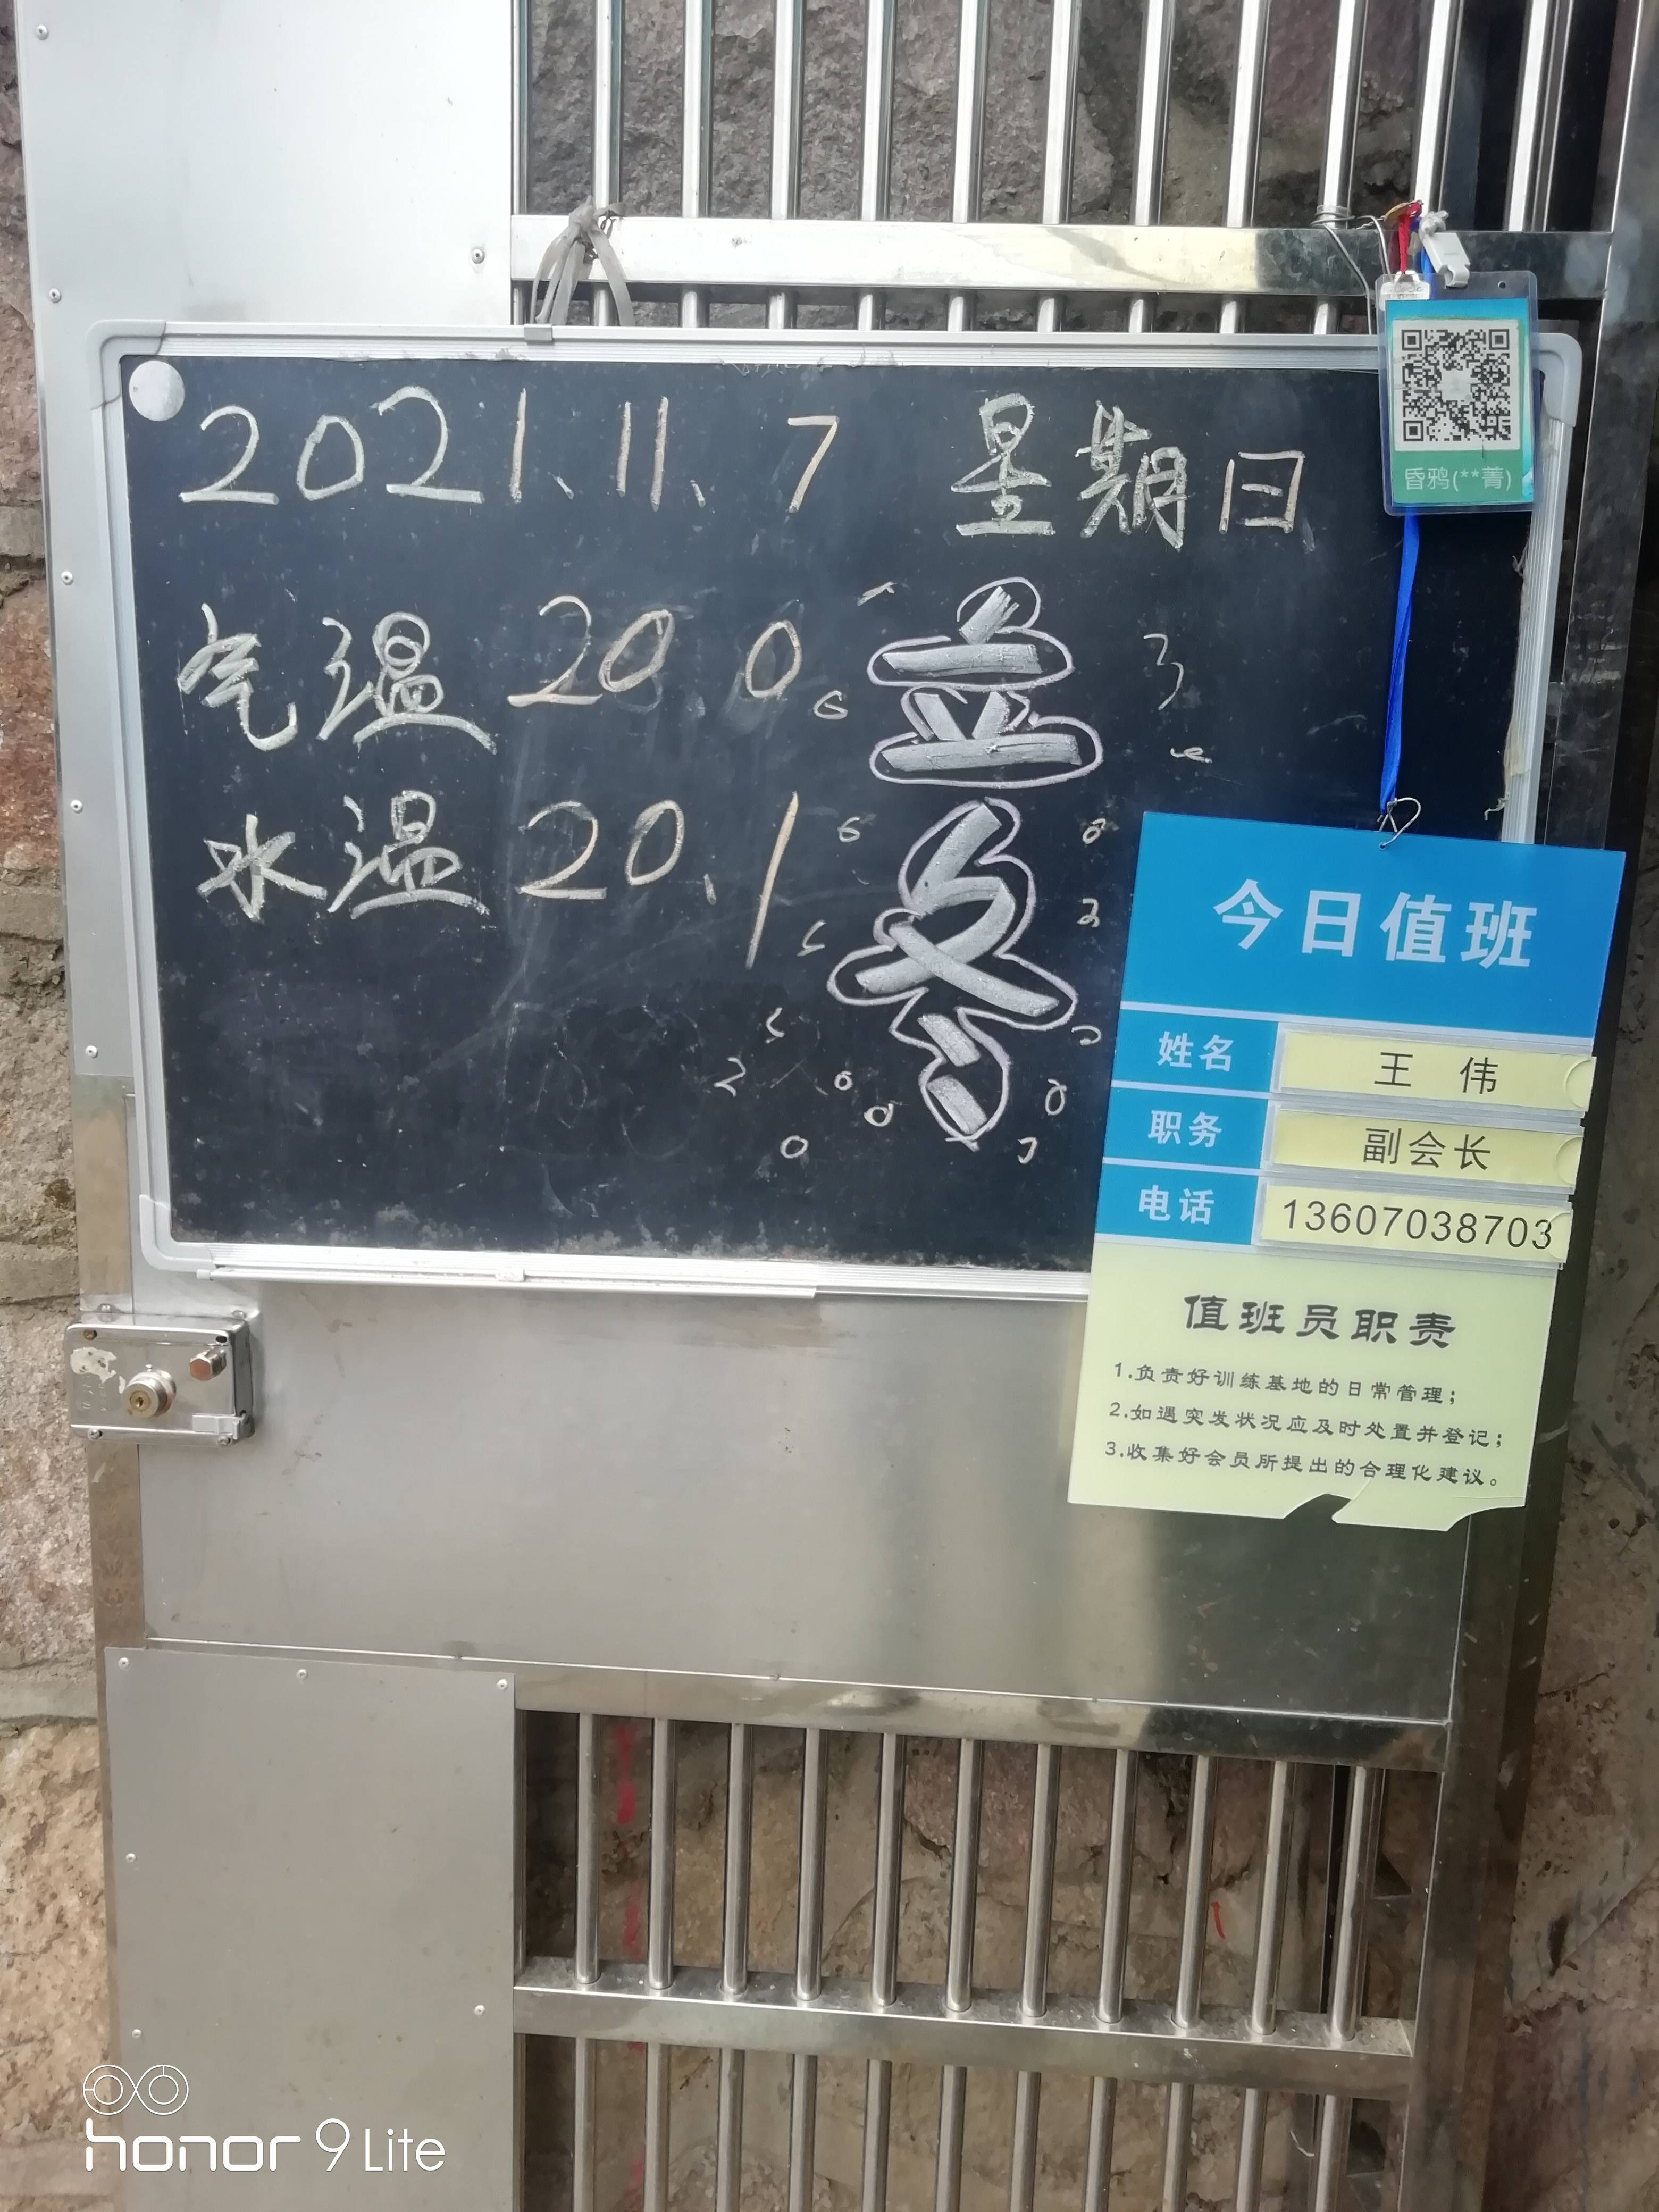 2021.11.7 星期日
昏鸦(**菁)
气温 20.0
水温 20.1
立冬
今日值班
姓名 王 伟
职务 副会长
电话 13607038703
值班员职责
1.负责好训练基地的日常管理；
2.如遇突发状况应及时处置并登记；
3.收集好会员所提出的合理化建议。
honor 9 Lite